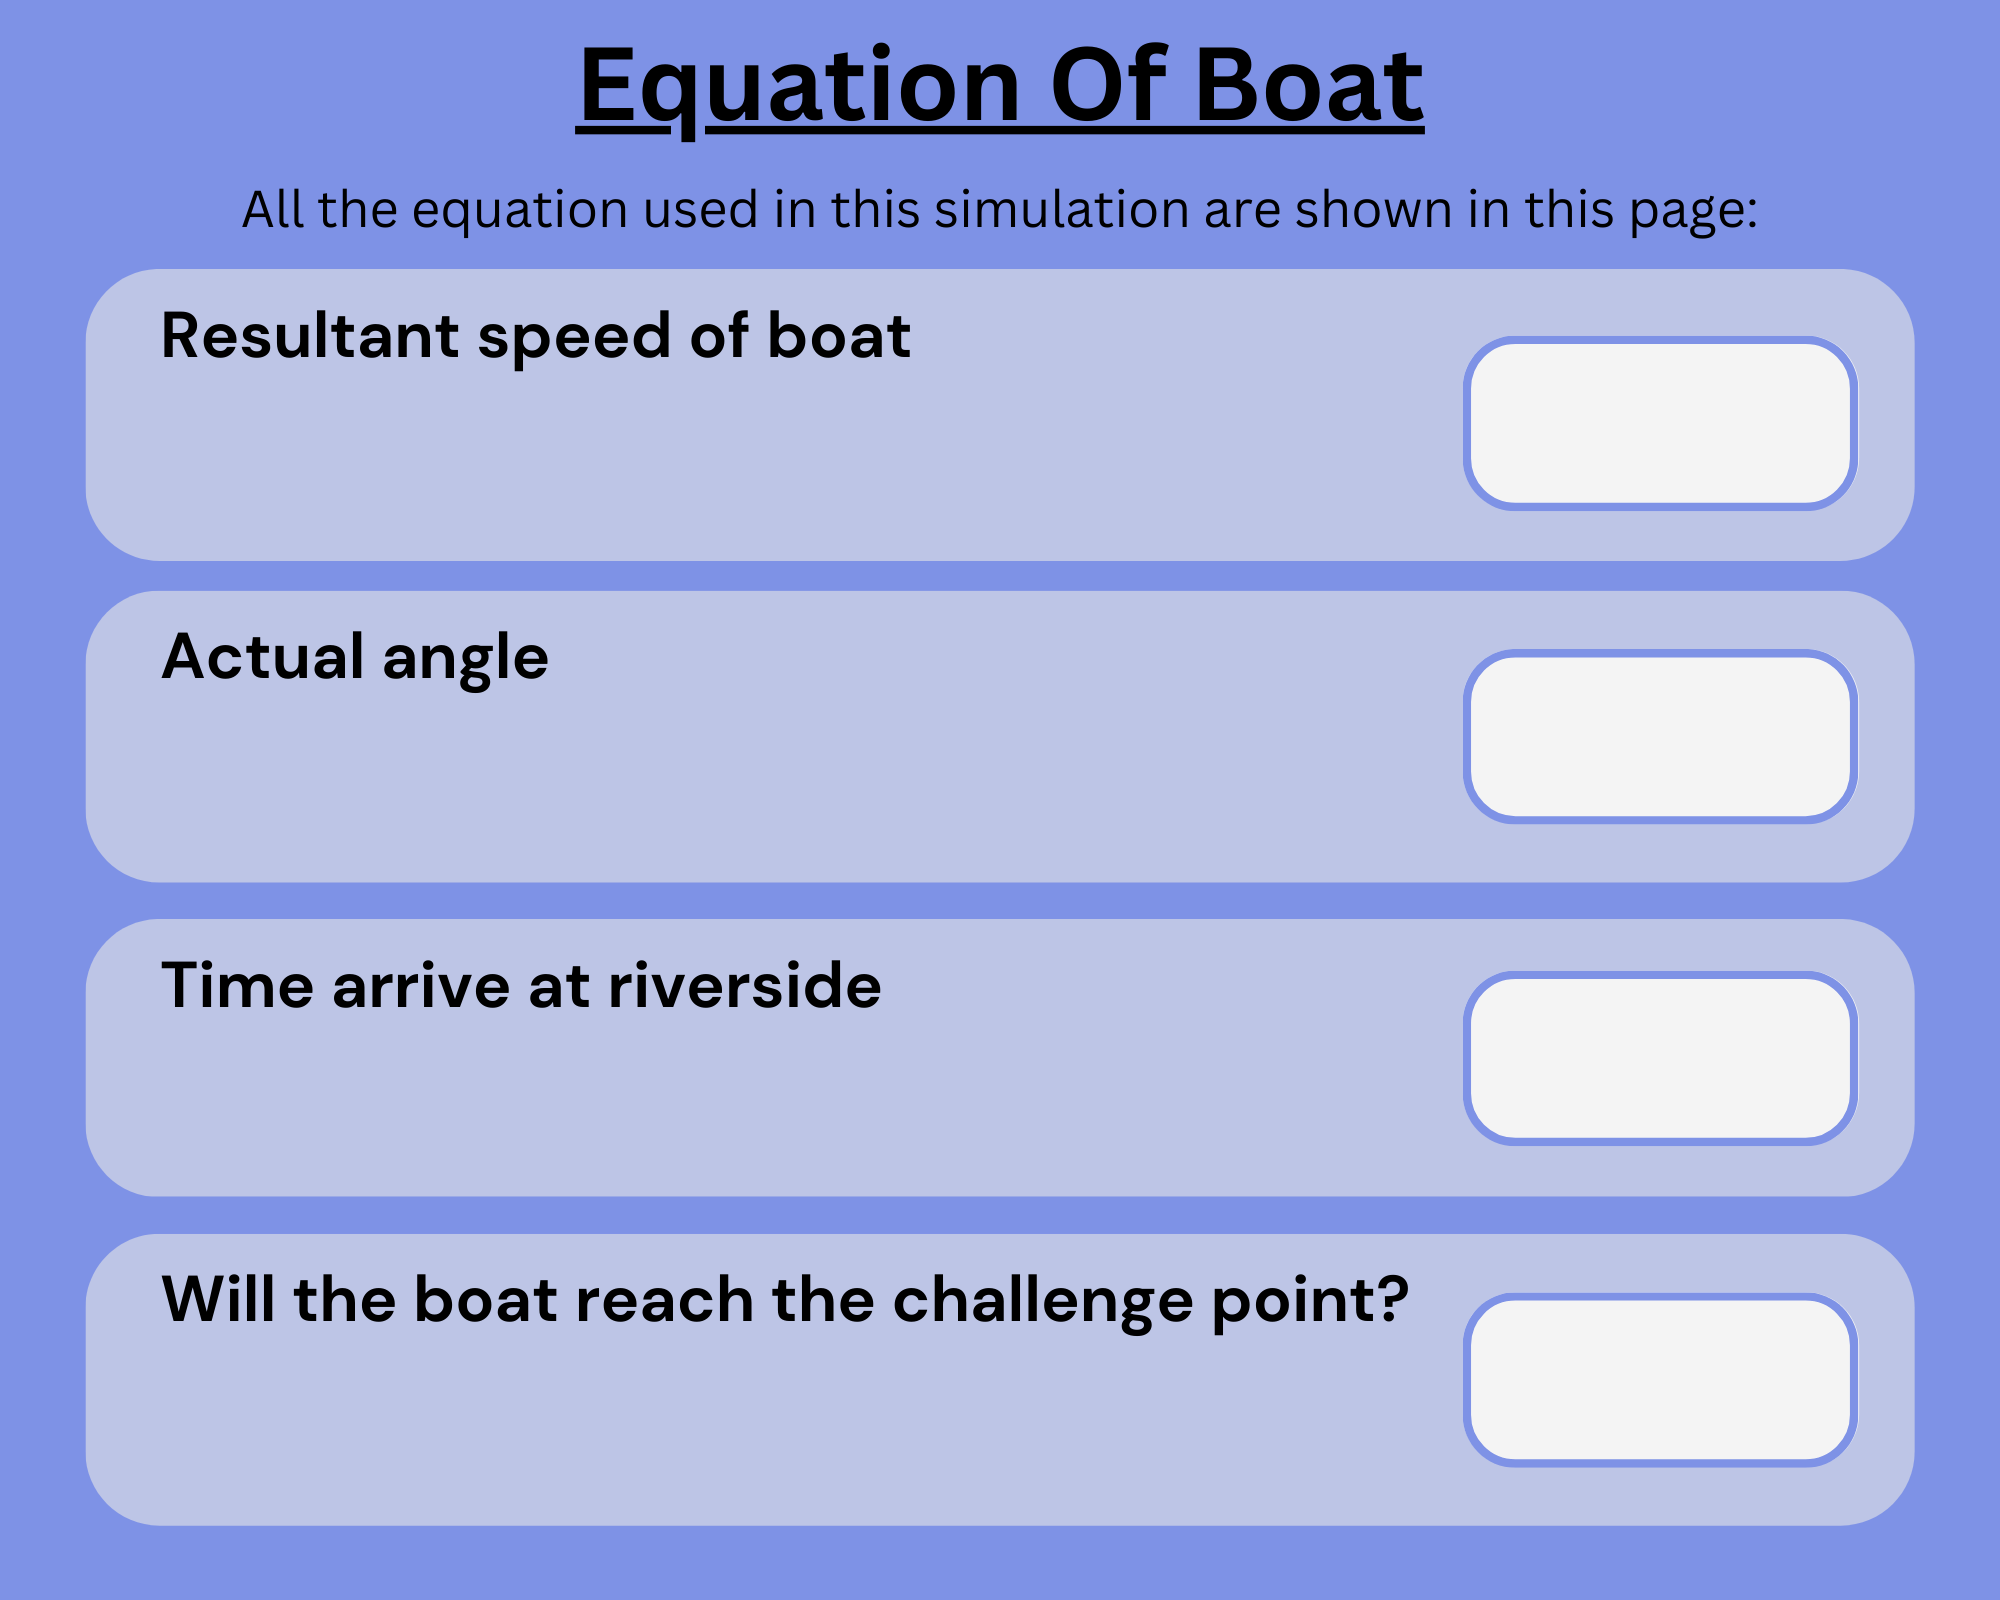 Equation Of Boat
All the equation used in this simulation are shown in this page:
Resultant speed of boat
Actual angle
Time arrive at riverside
Will the boat reach the challenge point?